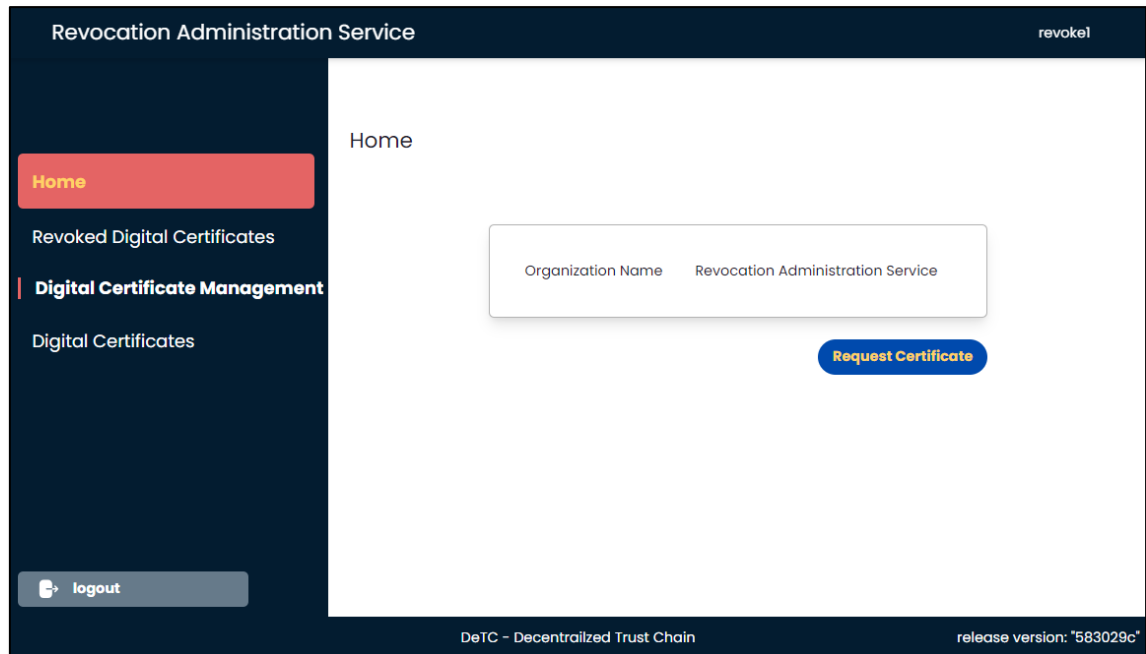 Revocation Administration Service
revoke1
Home
Home
Revoked Digital Certificates
Digital Certificate Management
Digital Certificates
Organization Name Revocation Administration Service
Request Certificate
logout
DeTC - Decentrailzed Trust Chain
release version: "583029c"